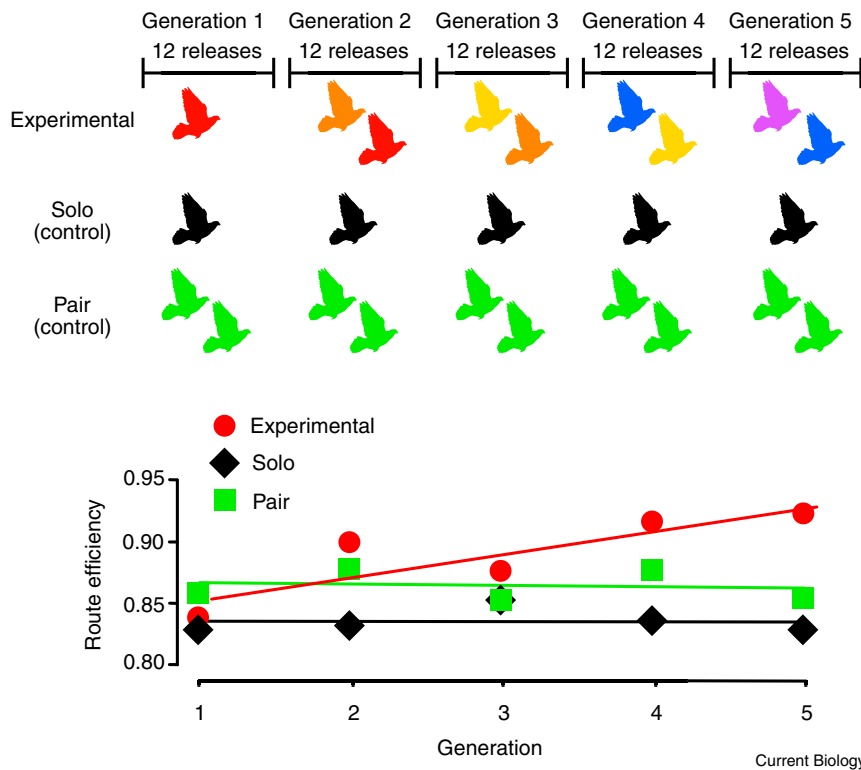 Generation 1 Generation 2 Generation 3 Generation 4 Generation 5
12 releases 12 releases 12 releases 12 releases 12 releases
Experimental
Solo
(control)
Pair
(control)
Experimental
Solo
Pair
0.95
0.90
0.85
0.80
Route efficiency
1 2 3 4 5
Generation
Current Biology